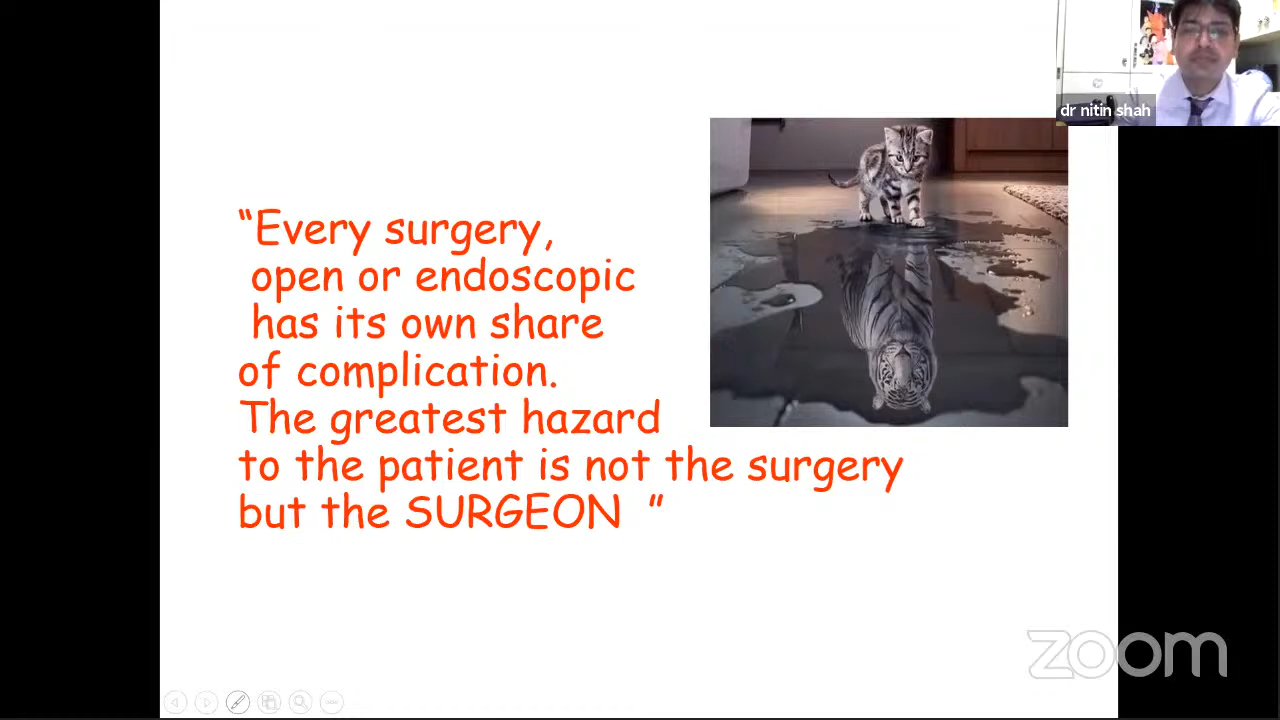 dr nitin shah
“Every surgery,
open or endoscopic
has its own share
of complication.
The greatest hazard
to the patient is not the surgery
but the SURGEON ”
zoom